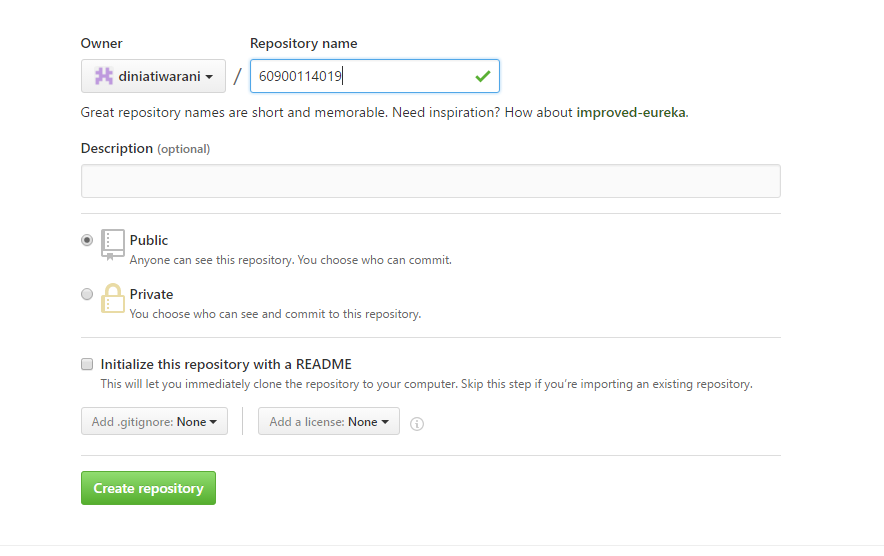 Owner Repository name
diniatiwarani / 60900114019
Great repository names are short and memorable. Need inspiration? How about improved-eureka.
Description (optional)
Public
Anyone can see this repository. You choose who can commit.
Private
You choose who can see and commit to this repository.
Initialize this repository with a README
This will let you immediately clone the repository to your computer. Skip this step if you're importing an existing repository.
Add .gitignore: None Add a license: None
Create repository